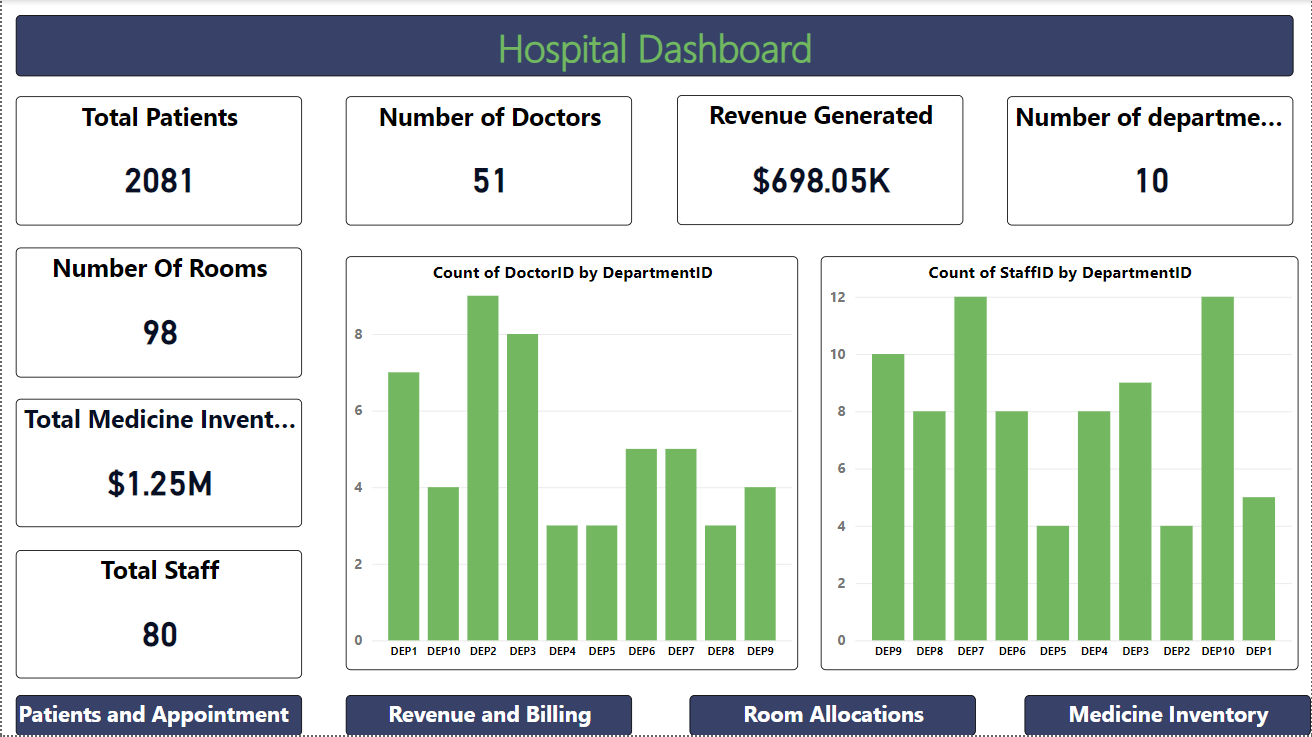 Hospital Dashboard
Total Patients
2081
Number of Doctors
51
Revenue Generated
$698.05K
Number of departme...
10
Number Of Rooms
98
Total Medicine Invent...
$1.25M
Total Staff
80
Count of DoctorID by DepartmentID
8
6
4
2
0
DEP1 DEP10 DEP2 DEP3 DEP4 DEP5 DEP6 DEP7 DEP8 DEP9
Count of StaffID by DepartmentID
12
10
8
6
4
2
0
DEP9 DEP8 DEP7 DEP6 DEP5 DEP4 DEP3 DEP2 DEP10 DEP1
Patients and Appointment
Revenue and Billing
Room Allocations
Medicine Inventory